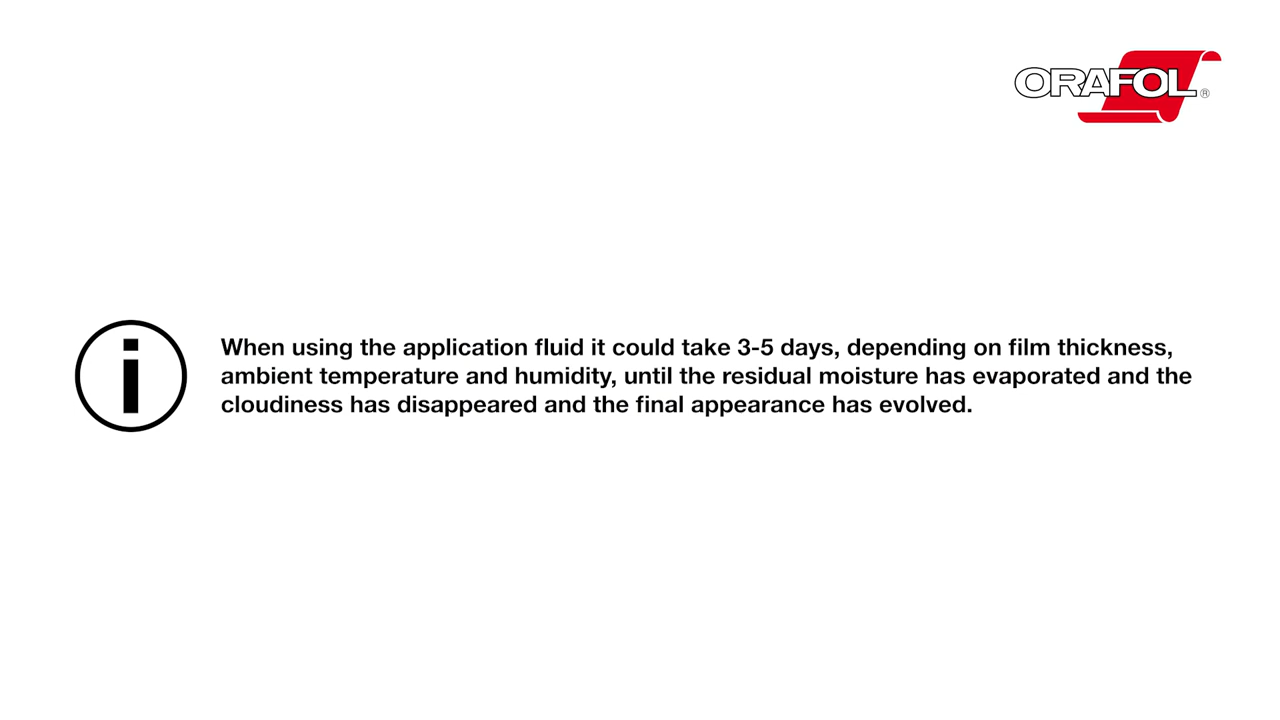 ORAFOL®
When using the application fluid it could take 3-5 days, depending on film thickness,
ambient temperature and humidity, until the residual moisture has evaporated and the
cloudiness has disappeared and the final appearance has evolved.